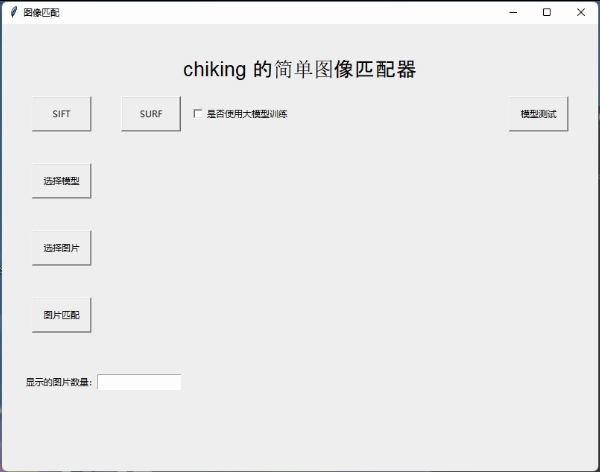 图像匹配
chiking 的简单图像匹配器
SIFT
SURF
是否使用大模型训练
模型测试
选择模型
选择图片
图片匹配
显示的图片数量: